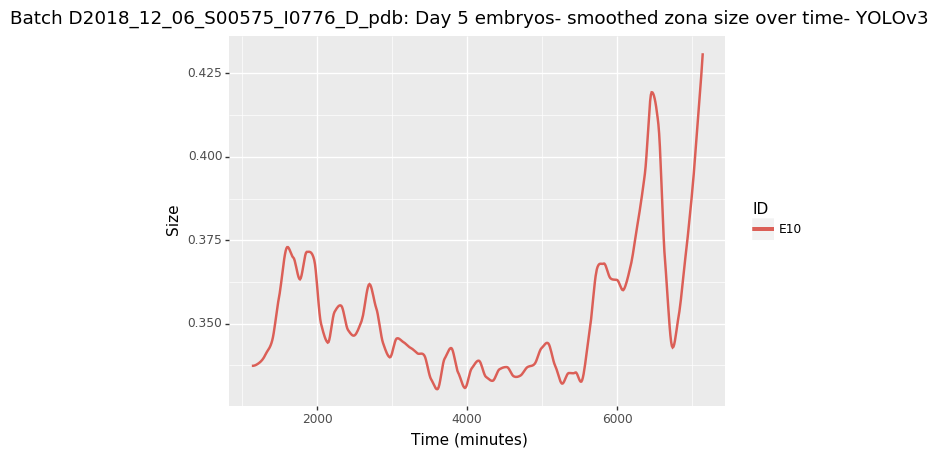 Batch D2018_12_06_S00575_I0776_D_pdb: Day 5 embryos- smoothed zona size over time- YOLOv3
0.425
0.400
0.375
0.350
Size
2000
4000
6000
Time (minutes)
ID
E10